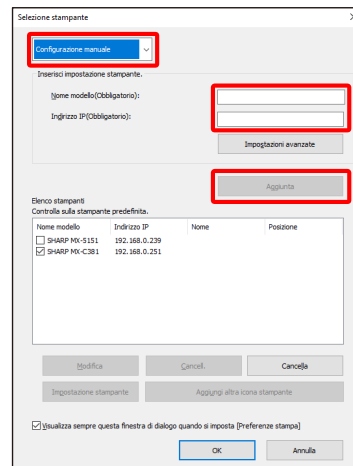 Selezione stampante
Configurazione manuale
Inserisci impostazione stampante.
Nome modello(Obbligatorio):
Indirizzo IP(Obbligatorio):
Impostazioni avanzate
Aggiunta
Elenco stampanti
Controlla sulla stampante predefinita.
Nome modello Indirizzo IP Nome Posizione
SHARP MX-5151 192.168.0.239
SHARP MX-C381 192.168.0.251
Modifica Cancell. Cancella
Impostazione stampante Aggiungi altra icona stampante
Visualizza sempre questa finestra di dialogo quando si imposta [Preferenze stampa]
OK Annulla